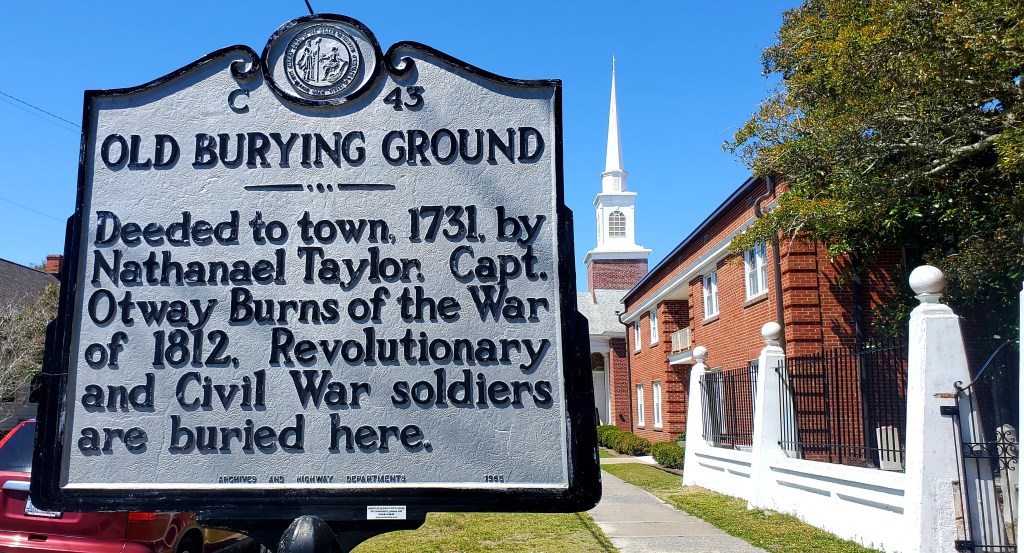 C 43
OLD BURYING GROUND
Deeded to town, 1731, by
Nathanael Taylor. Capt.
Otway Burns of the War
of 1812, Revolutionary
and Civil War soldiers
are buried here.
ARCHIVES AND HIGHWAY DEPARTMENTS 1965